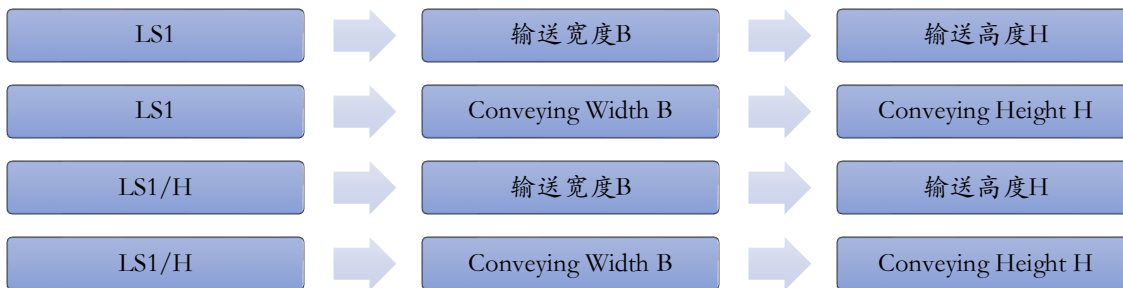 LS1 输送宽度B 输送高度H
LS1 Conveying Width B Conveying Height H
LS1/H 输送宽度B 输送高度H
LS1/H Conveying Width B Conveying Height H